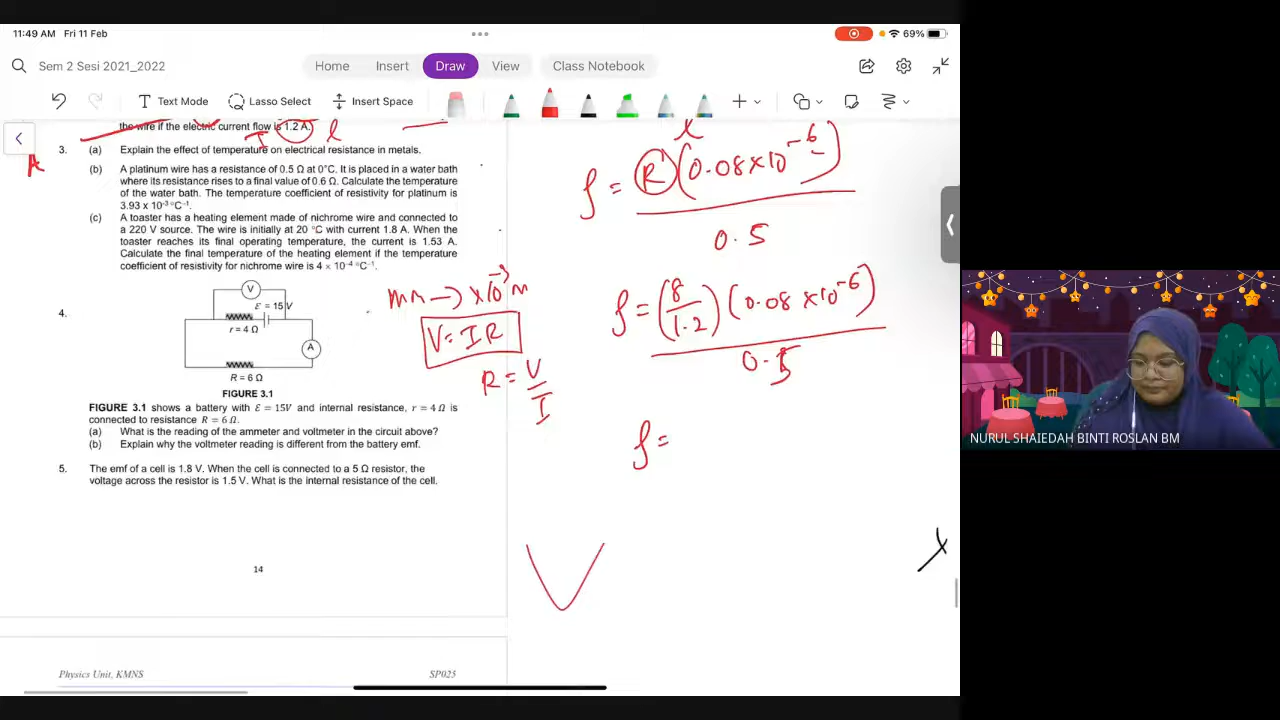 11:49 AM Fri 11 Feb
69%
Sem 2 Sesi 2021_2022
Home Insert Draw View Class Notebook
Text Mode Lasso Select Insert Space
the wire if the electric current flow is 1.2 A.
I l
A
3. (a) Explain the effect of temperature on electrical resistance in metals.
(b) A platinum wire has a resistance of 0.5 Ω at 0°C. It is placed in a water bath
where its resistance rises to a final value of 0.6 Ω. Calculate the temperature
of the water bath. The temperature coefficient of resistivity for platinum is
3.93 x 10⁻³ °C⁻¹.
(c) A toaster has a heating element made of nichrome wire and connected to
a 220 V source. The wire is initially at 20 °C with current 1.8 A. When the
toaster reaches its final operating temperature, the current is 1.53 A.
Calculate the final temperature of the heating element if the temperature
coefficient of resistivity for nichrome wire is 4 × 10⁻⁴ °C⁻¹.
4.
V
ℰ = 15 V
r = 4 Ω
A
R = 6 Ω
FIGURE 3.1
FIGURE 3.1 shows a battery with ℰ = 15V and internal resistance, r = 4 Ω is
connected to resistance R = 6 Ω.
(a) What is the reading of the ammeter and voltmeter in the circuit above?
(b) Explain why the voltmeter reading is different from the battery emf.
5. The emf of a cell is 1.8 V. When the cell is connected to a 5 Ω resistor, the
voltage across the resistor is 1.5 V. What is the internal resistance of the cell.
14
Physics Unit, KMNS SP025
mm → ×10⁻³ m
V = IR
R = V/I
l
ρ = R (0.08 × 10⁻⁶)
0.5
ρ = (8/1.2) (0.08 × 10⁻⁶)
0.5
ρ =
NURUL SHAIEDAH BINTI ROSLAN BM